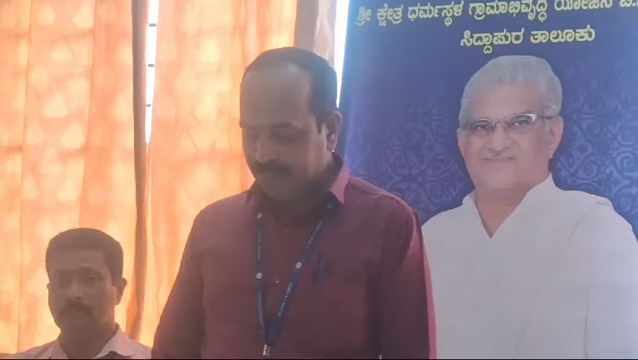 ಶ್ರೀ ಕ್ಷೇತ್ರ ಧರ್ಮಸ್ಥಳ ಗ್ರಾಮಾಭಿವೃದ್ಧಿ ಯೋಜನೆ
ಸಿದ್ದಾಪುರ ತಾಲೂಕು